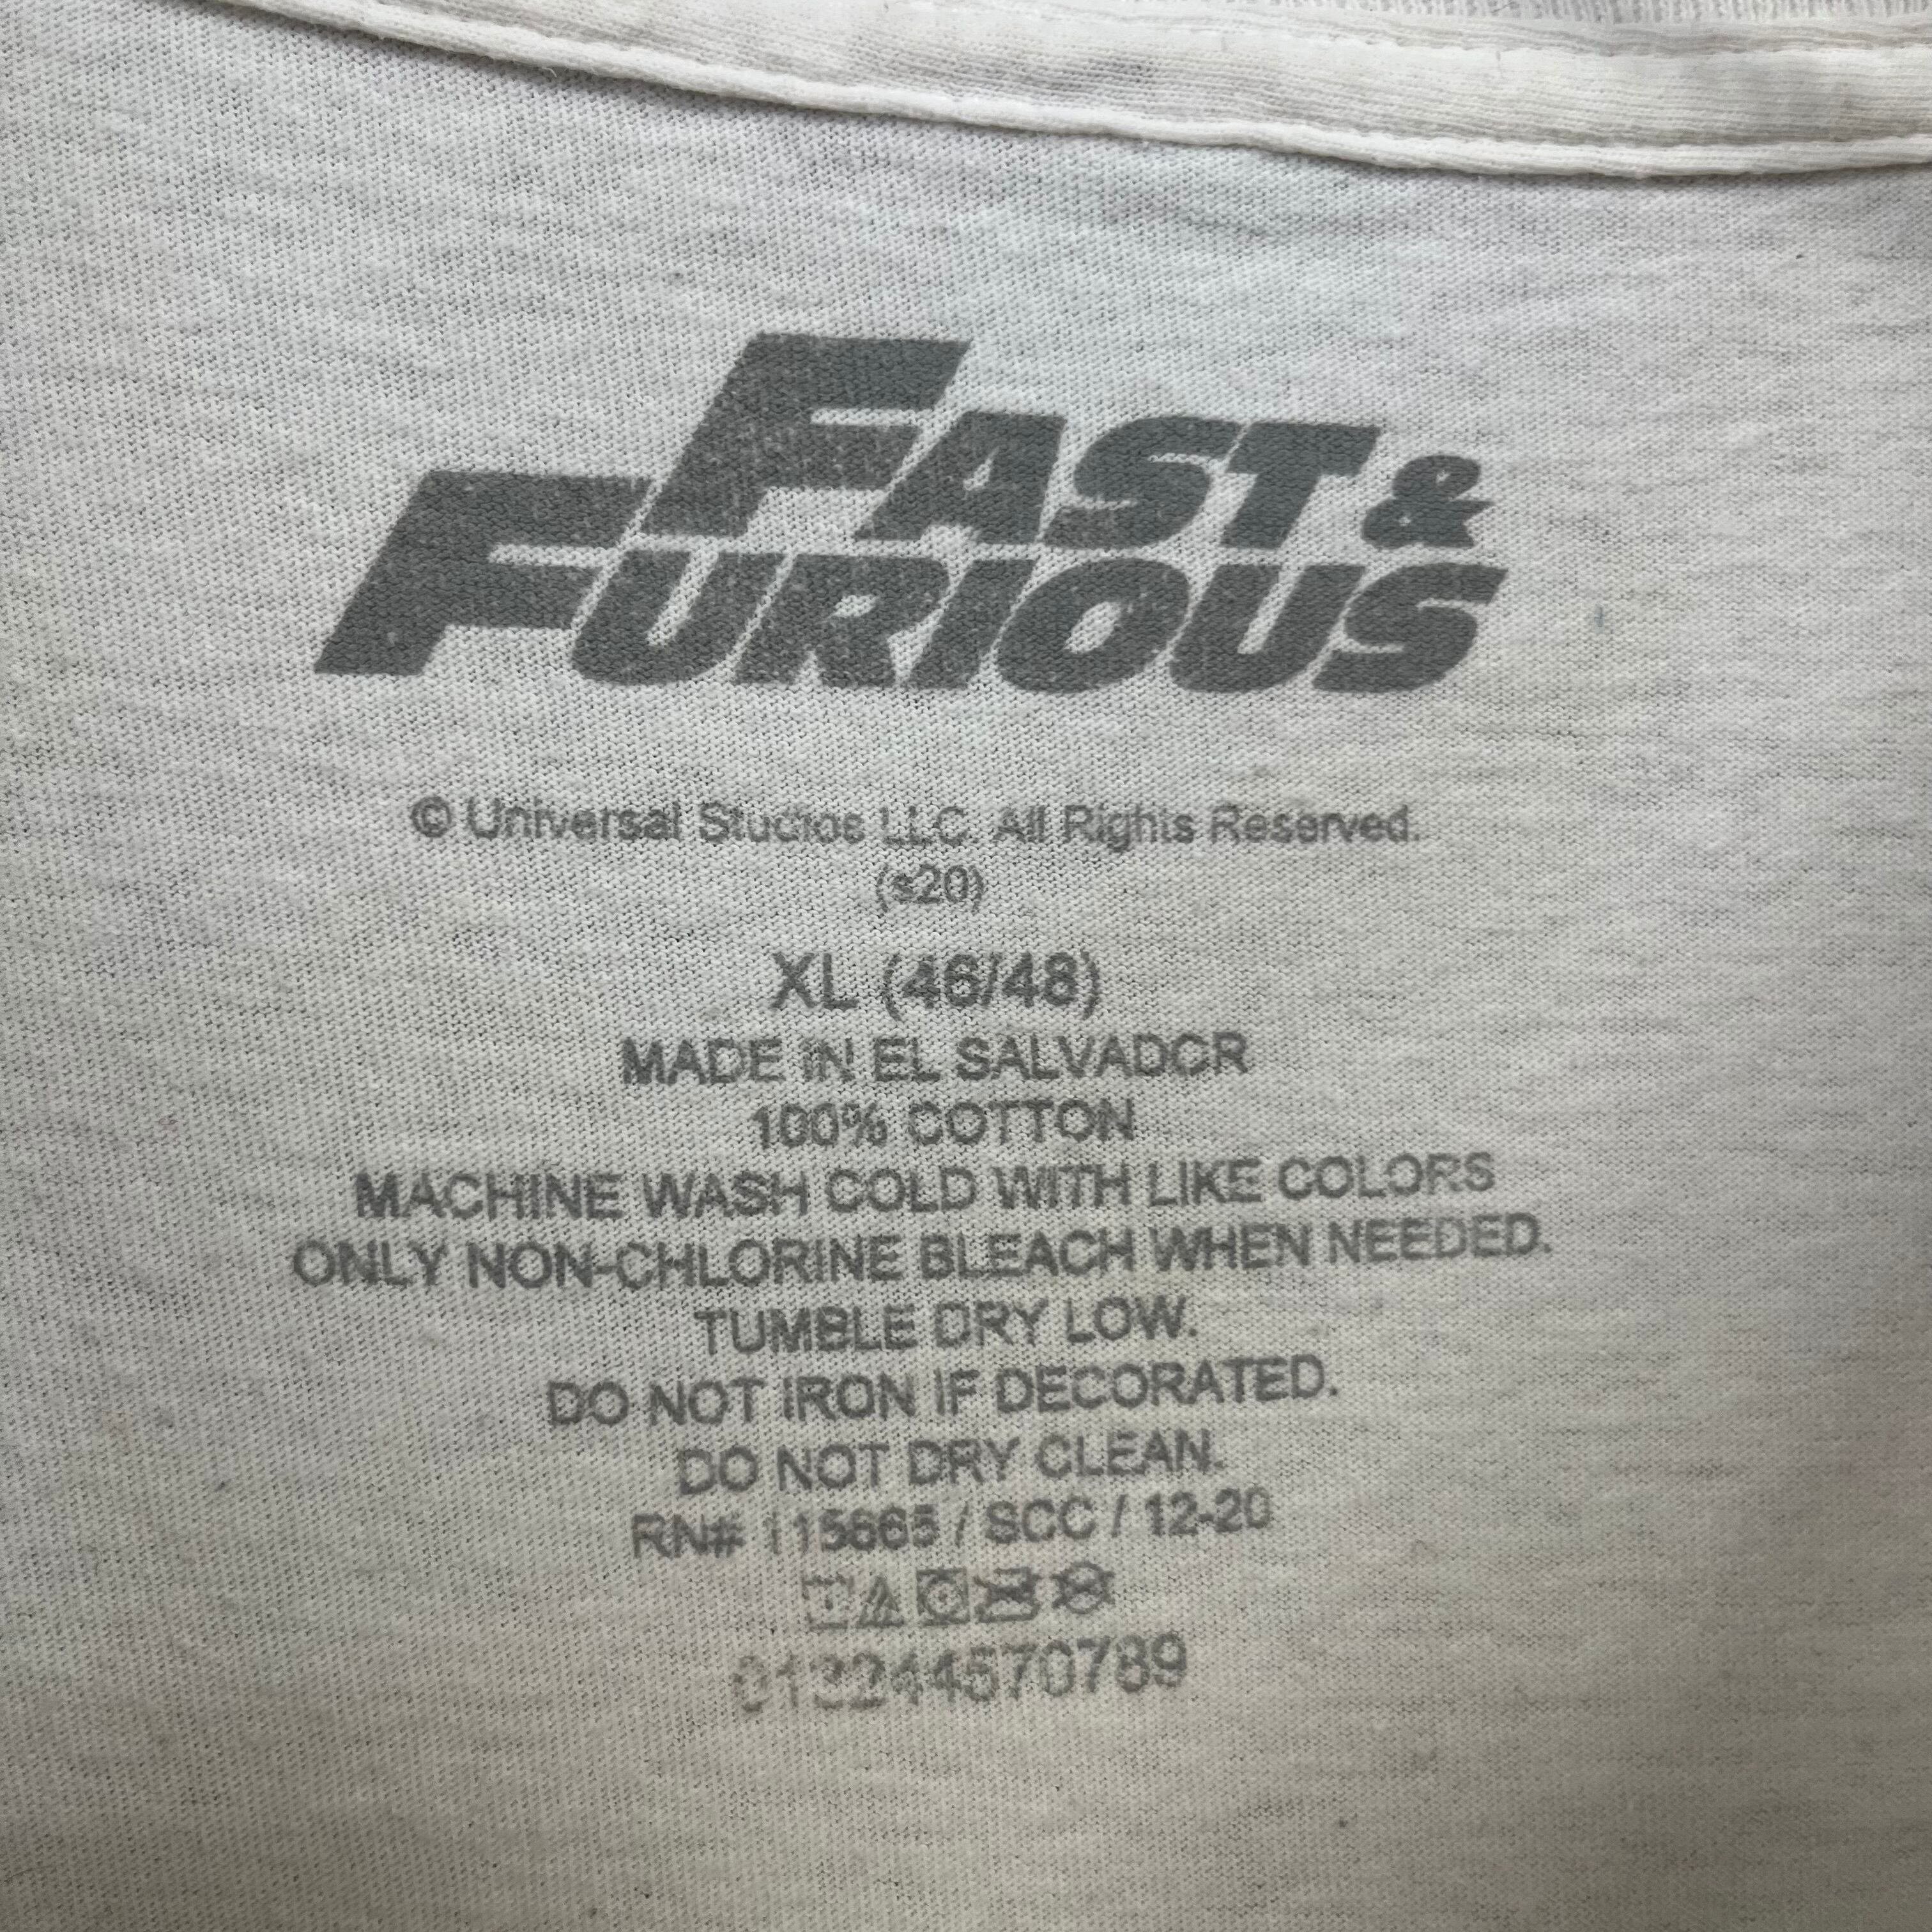 FAST &
FURIOUS
© Universal Studios LLC. All Rights Reserved.
(s20)
XL (46/48)
MADE IN EL SALVADOR
100% COTTON
MACHINE WASH COLD WITH LIKE COLORS
ONLY NON-CHLORINE BLEACH WHEN NEEDED.
TUMBLE DRY LOW.
DO NOT IRON IF DECORATED.
DO NOT DRY CLEAN.
RN# 115665 / SCC / 12-20